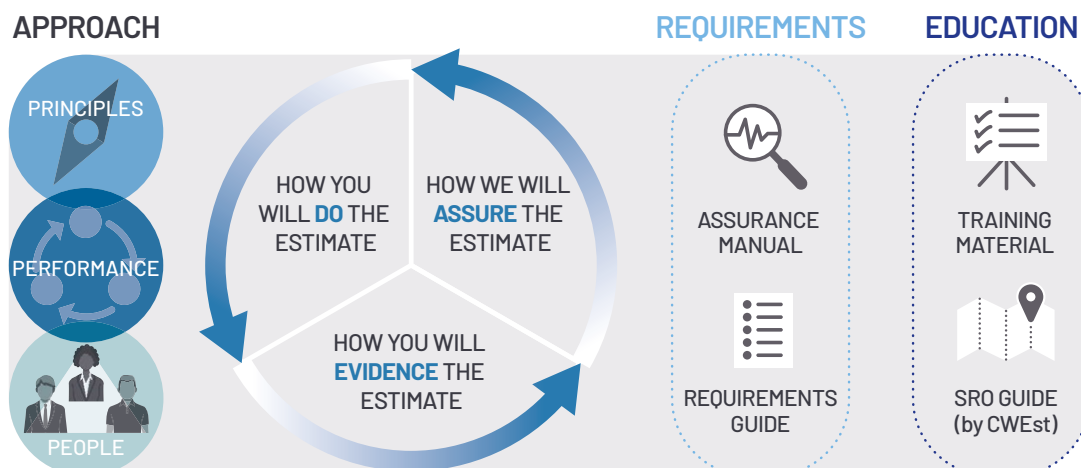 APPROACH
REQUIREMENTS
EDUCATION
PRINCIPLES
PERFORMANCE
PEOPLE
HOW YOU
WILL DO THE
ESTIMATE
HOW WE WILL
ASSURE THE
ESTIMATE
HOW YOU WILL
EVIDENCE THE
ESTIMATE
ASSURANCE
MANUAL
REQUIREMENTS
GUIDE
TRAINING
MATERIAL
SRO GUIDE
(by CWEst)